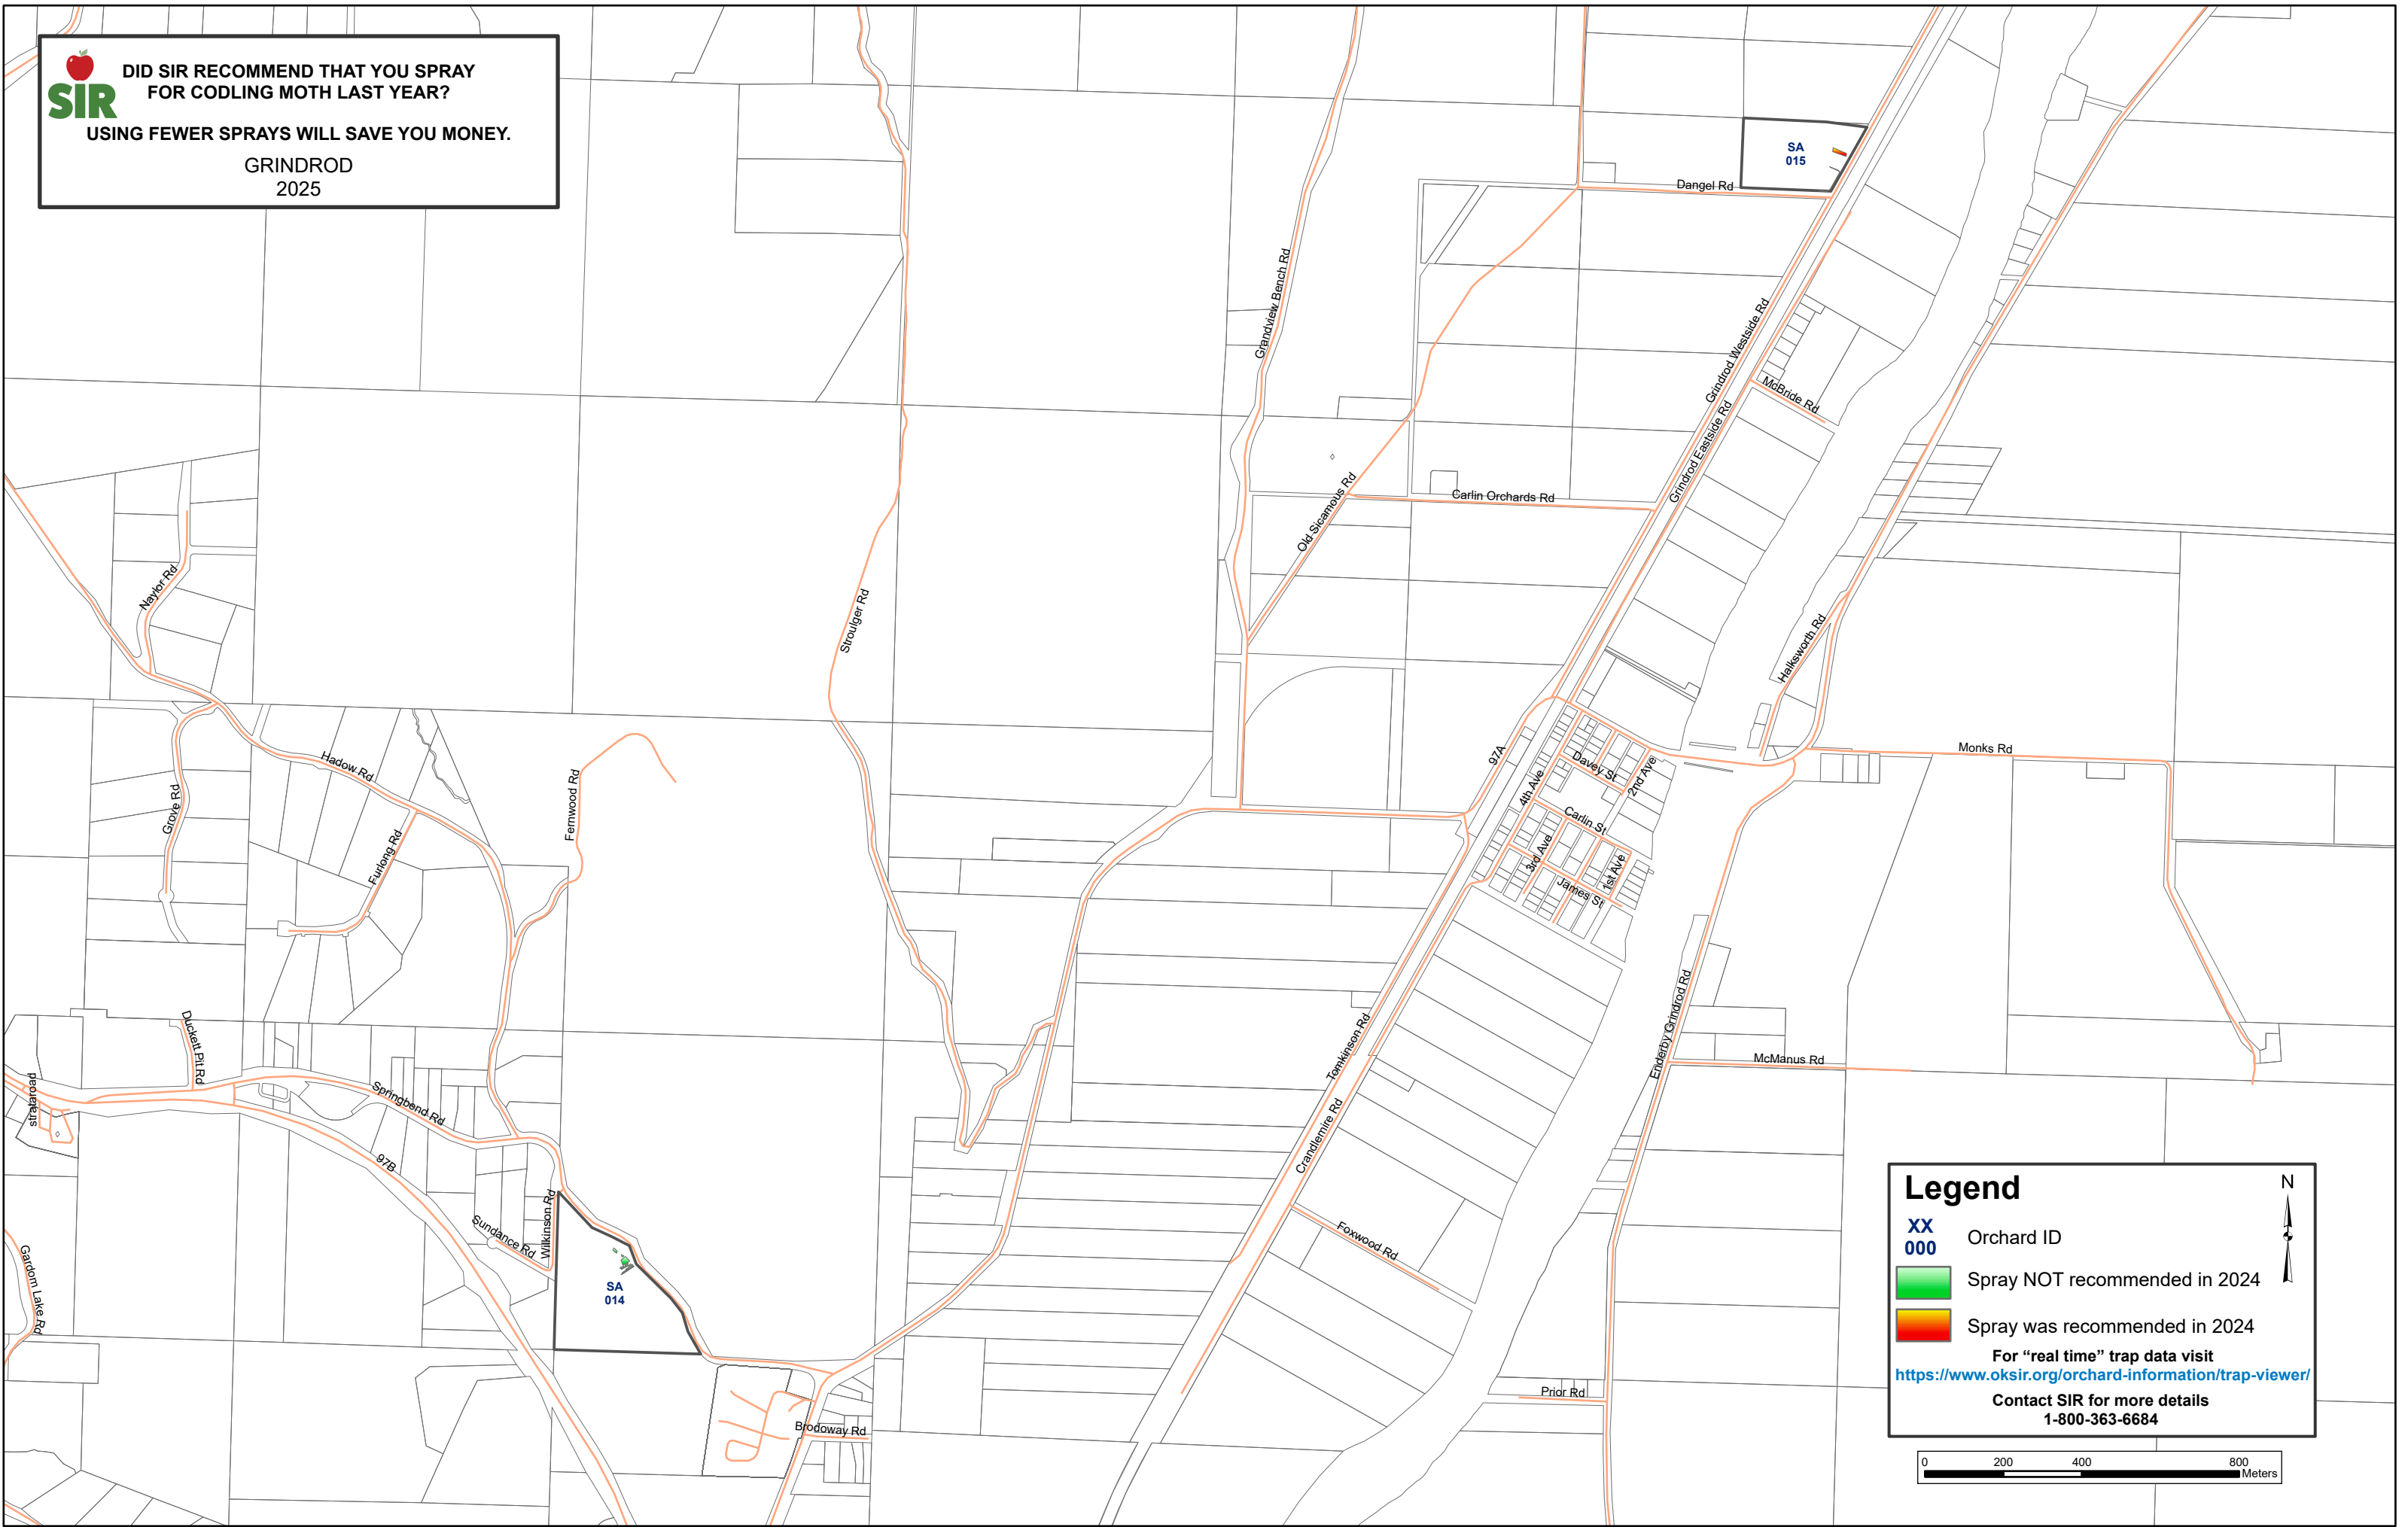 SIR
DID SIR RECOMMEND THAT YOU SPRAY
FOR CODLING MOTH LAST YEAR?
USING FEWER SPRAYS WILL SAVE YOU MONEY.
GRINDROD
2025
SA
015
Dangel Rd
Grandview Bench Rd
Grindrod Westside Rd
McBride Rd
Grindrod Eastside Rd
Old Sicamous Rd
Carlin Orchards Rd
Naylor Rd
Stroulger Rd
Halksworth Rd
Hadow Rd
Grove Rd
Furlong Rd
Fernwood Rd
97A
4th Ave
Davey St
2nd Ave
Monks Rd
Carlin St
3rd Ave
1st Ave
James St
Duckett Pit Rd
strataroad
Springbend Rd
Tomkinson Rd
Enderby Grindrod Rd
McManus Rd
97B
Crandlemire Rd
Wilkinson Rd
Sundance Rd
Foxwood Rd
Gardom Lake Rd
SA
014
Prior Rd
Brodoway Rd
Legend
N
XX
000
Orchard ID
Spray NOT recommended in 2024
Spray was recommended in 2024
For “real time” trap data visit
https://www.oksir.org/orchard-information/trap-viewer/
Contact SIR for more details
1-800-363-6684
0 200 400 800
Meters